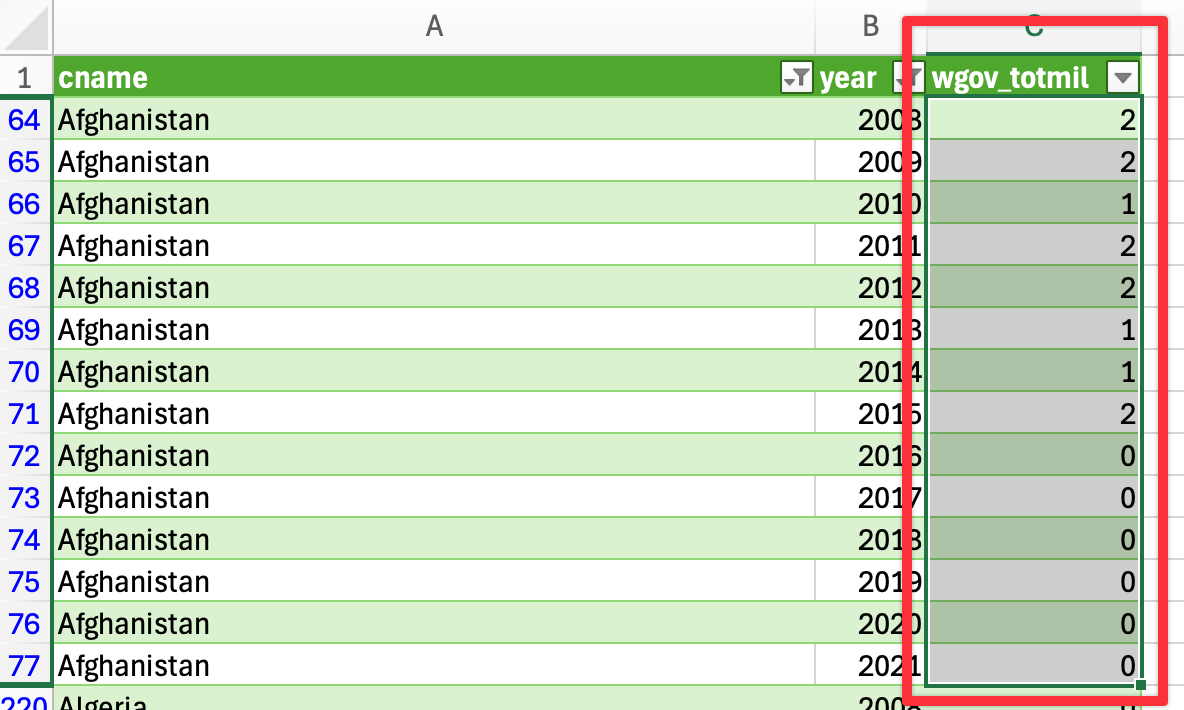 A B C
1 cname year wgov_totmil
64 Afghanistan 2008 2
65 Afghanistan 2009 2
66 Afghanistan 2010 1
67 Afghanistan 2011 2
68 Afghanistan 2012 2
69 Afghanistan 2013 1
70 Afghanistan 2014 1
71 Afghanistan 2015 2
72 Afghanistan 2016 0
73 Afghanistan 2017 0
74 Afghanistan 2018 0
75 Afghanistan 2019 0
76 Afghanistan 2020 0
77 Afghanistan 2021 0
220 Algeria 2008 0